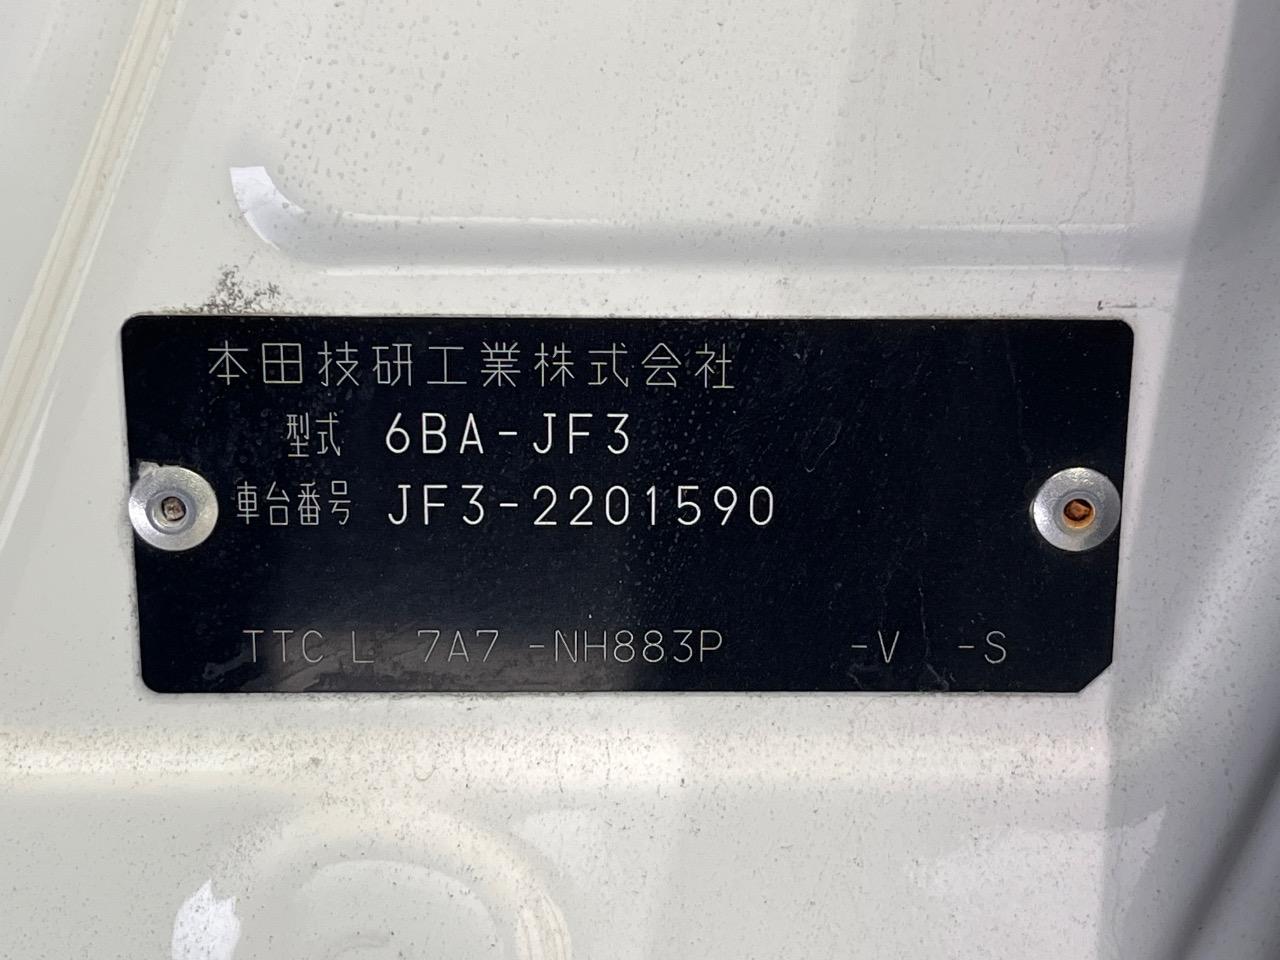 本田技研工業株式会社
型式 6BA-JF3
車台番号 JF3-2201590
TTC L 7A7 -NH883P -V -S